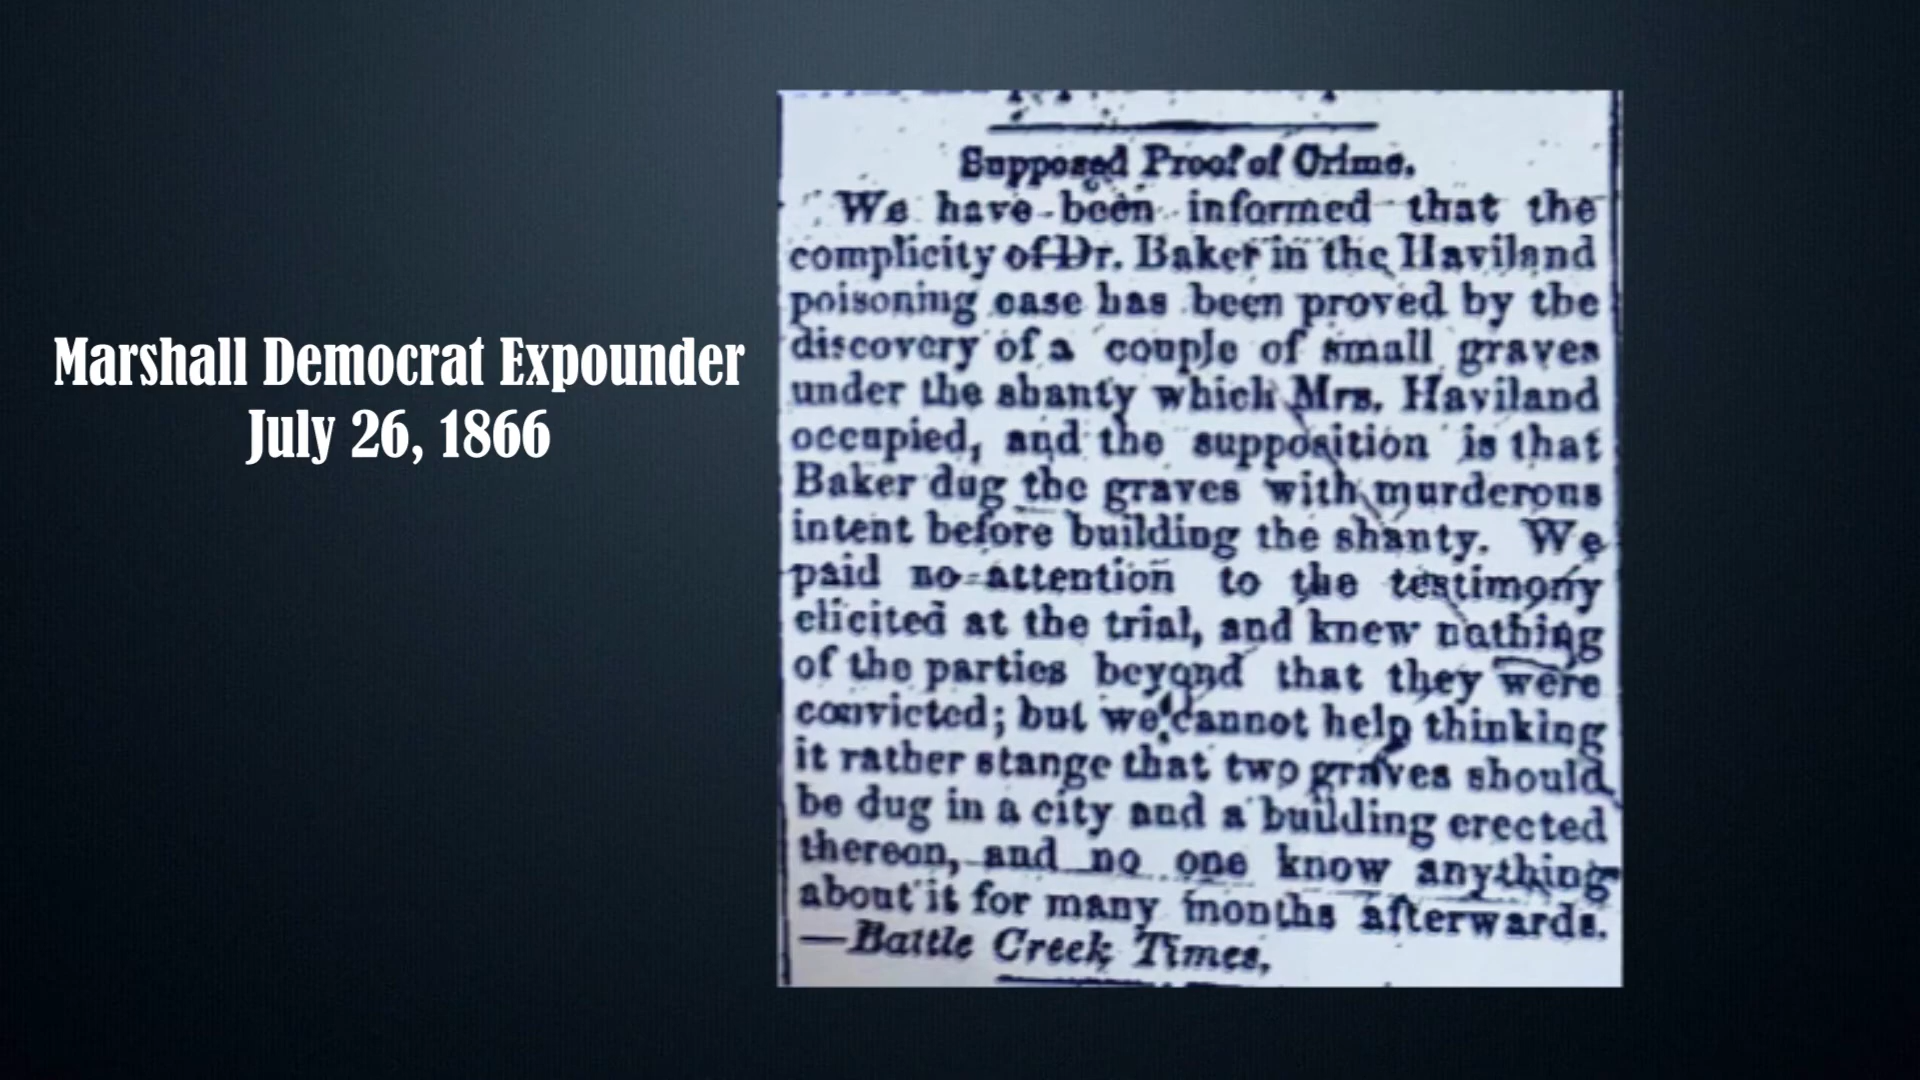 Marshall Democrat Expounder
July 26, 1866
Supposed Proof of Crime.
We have been informed that the
complicity of Dr. Baker in the Haviland
poisoning case has been proved by the
discovery of a couple of small graves
under the shanty which Mrs. Haviland
occupied, and the supposition is that
Baker dug the graves with murderous
intent before building the shanty. We
paid no attention to the testimony
elicited at the trial, and knew nothing
of the parties beyond that they were
convicted; but we cannot help thinking
it rather stange that two graves should
be dug in a city and a building erected
thereon, and no one know anything
about it for many months afterwards.
—Battle Creek Times.